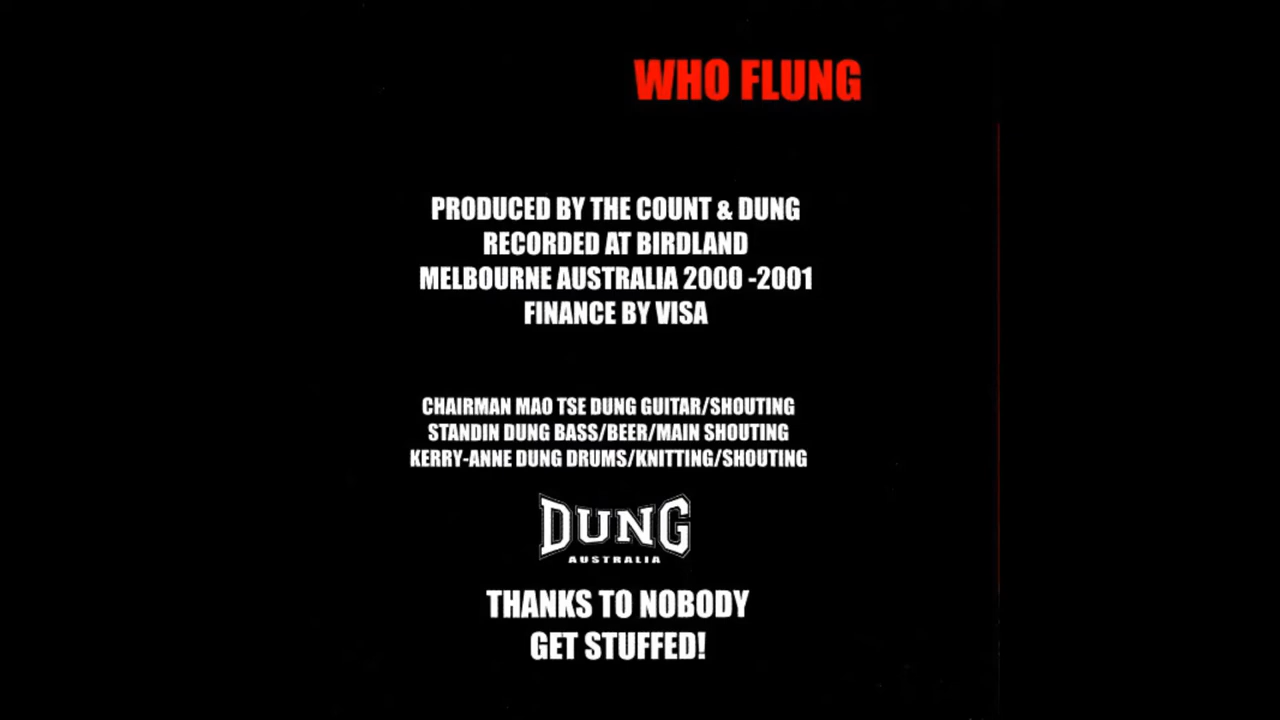 WHO FLUNG
PRODUCED BY THE COUNT & DUNG
RECORDED AT BIRDLAND
MELBOURNE AUSTRALIA 2000 -2001
FINANCE BY VISA
CHAIRMAN MAO TSE DUNG GUITAR/SHOUTING
STANDIN DUNG BASS/BEER/MAIN SHOUTING
KERRY-ANNE DUNG DRUMS/KNITTING/SHOUTING
DUNG
AUSTRALIA
THANKS TO NOBODY
GET STUFFED!